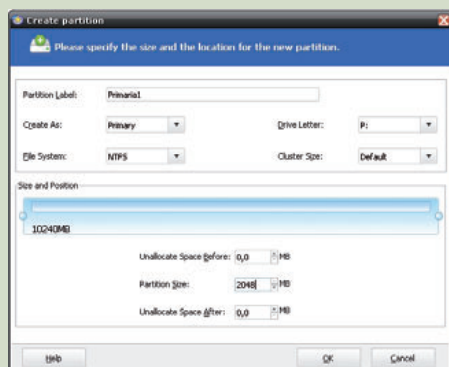 Create partition
Please specify the size and the location for the new partition.
Partition Label: Primaria1
Create As: Primary Drive Letter: P:
File System: NTFS Cluster Size: Default
Size and Position
10240MB
Unallocate Space Before: 0,0 MB
Partition Size: 2048 MB
Unallocate Space After: 0,0 MB
Help OK Cancel